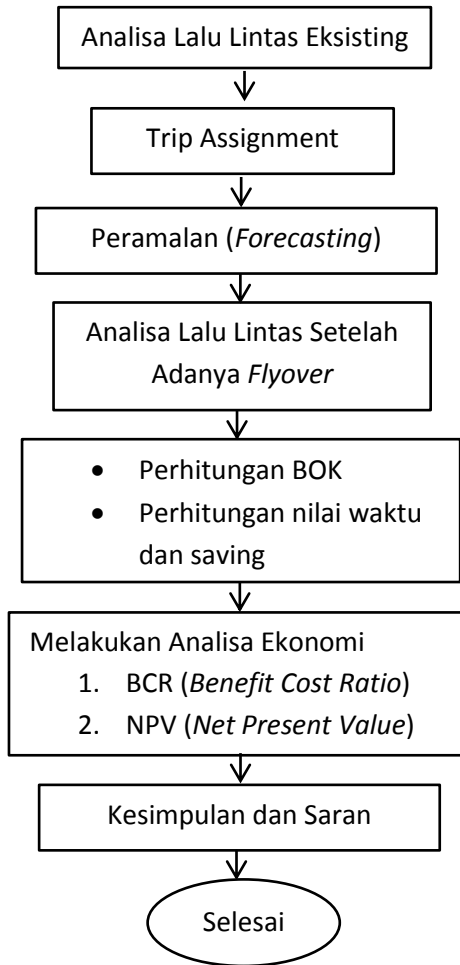 Analisa Lalu Lintas Eksisting
Trip Assignment
Peramalan (Forecasting)
Analisa Lalu Lintas Setelah
Adanya Flyover
• Perhitungan BOK
• Perhitungan nilai waktu
dan saving
Melakukan Analisa Ekonomi
1. BCR (Benefit Cost Ratio)
2. NPV (Net Present Value)
Kesimpulan dan Saran
Selesai